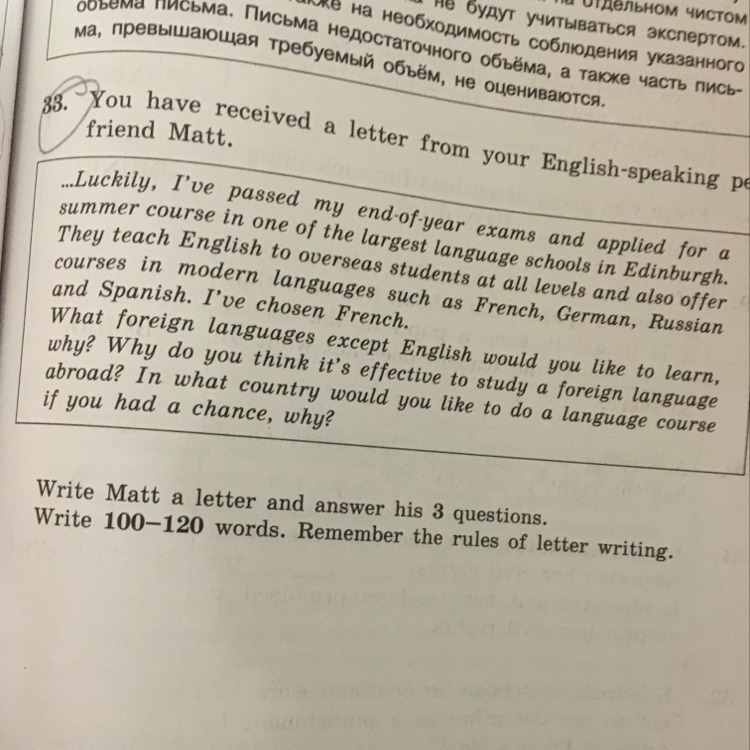 отдельном чистом
не будут учитываться экспертом.
объёма письма. Письма на необходимость соблюдения указанного
недостаточного объёма, а также часть пись-
ма, превышающая требуемый объём, не оцениваются.
33. You have received a letter from your English-speaking pe
friend Matt.
...Luckily, I've passed my end-of-year exams and applied for a
summer course in one of the largest language schools in Edinburgh.
They teach English to overseas students at all levels and also offer
courses in modern languages such as French, German, Russian
and Spanish. I've chosen French.
What foreign languages except English would you like to learn,
why? Why do you think it's effective to study a foreign language
abroad? In what country would you like to do a language course
if you had a chance, why?
Write Matt a letter and answer his 3 questions.
Write 100–120 words. Remember the rules of letter writing.